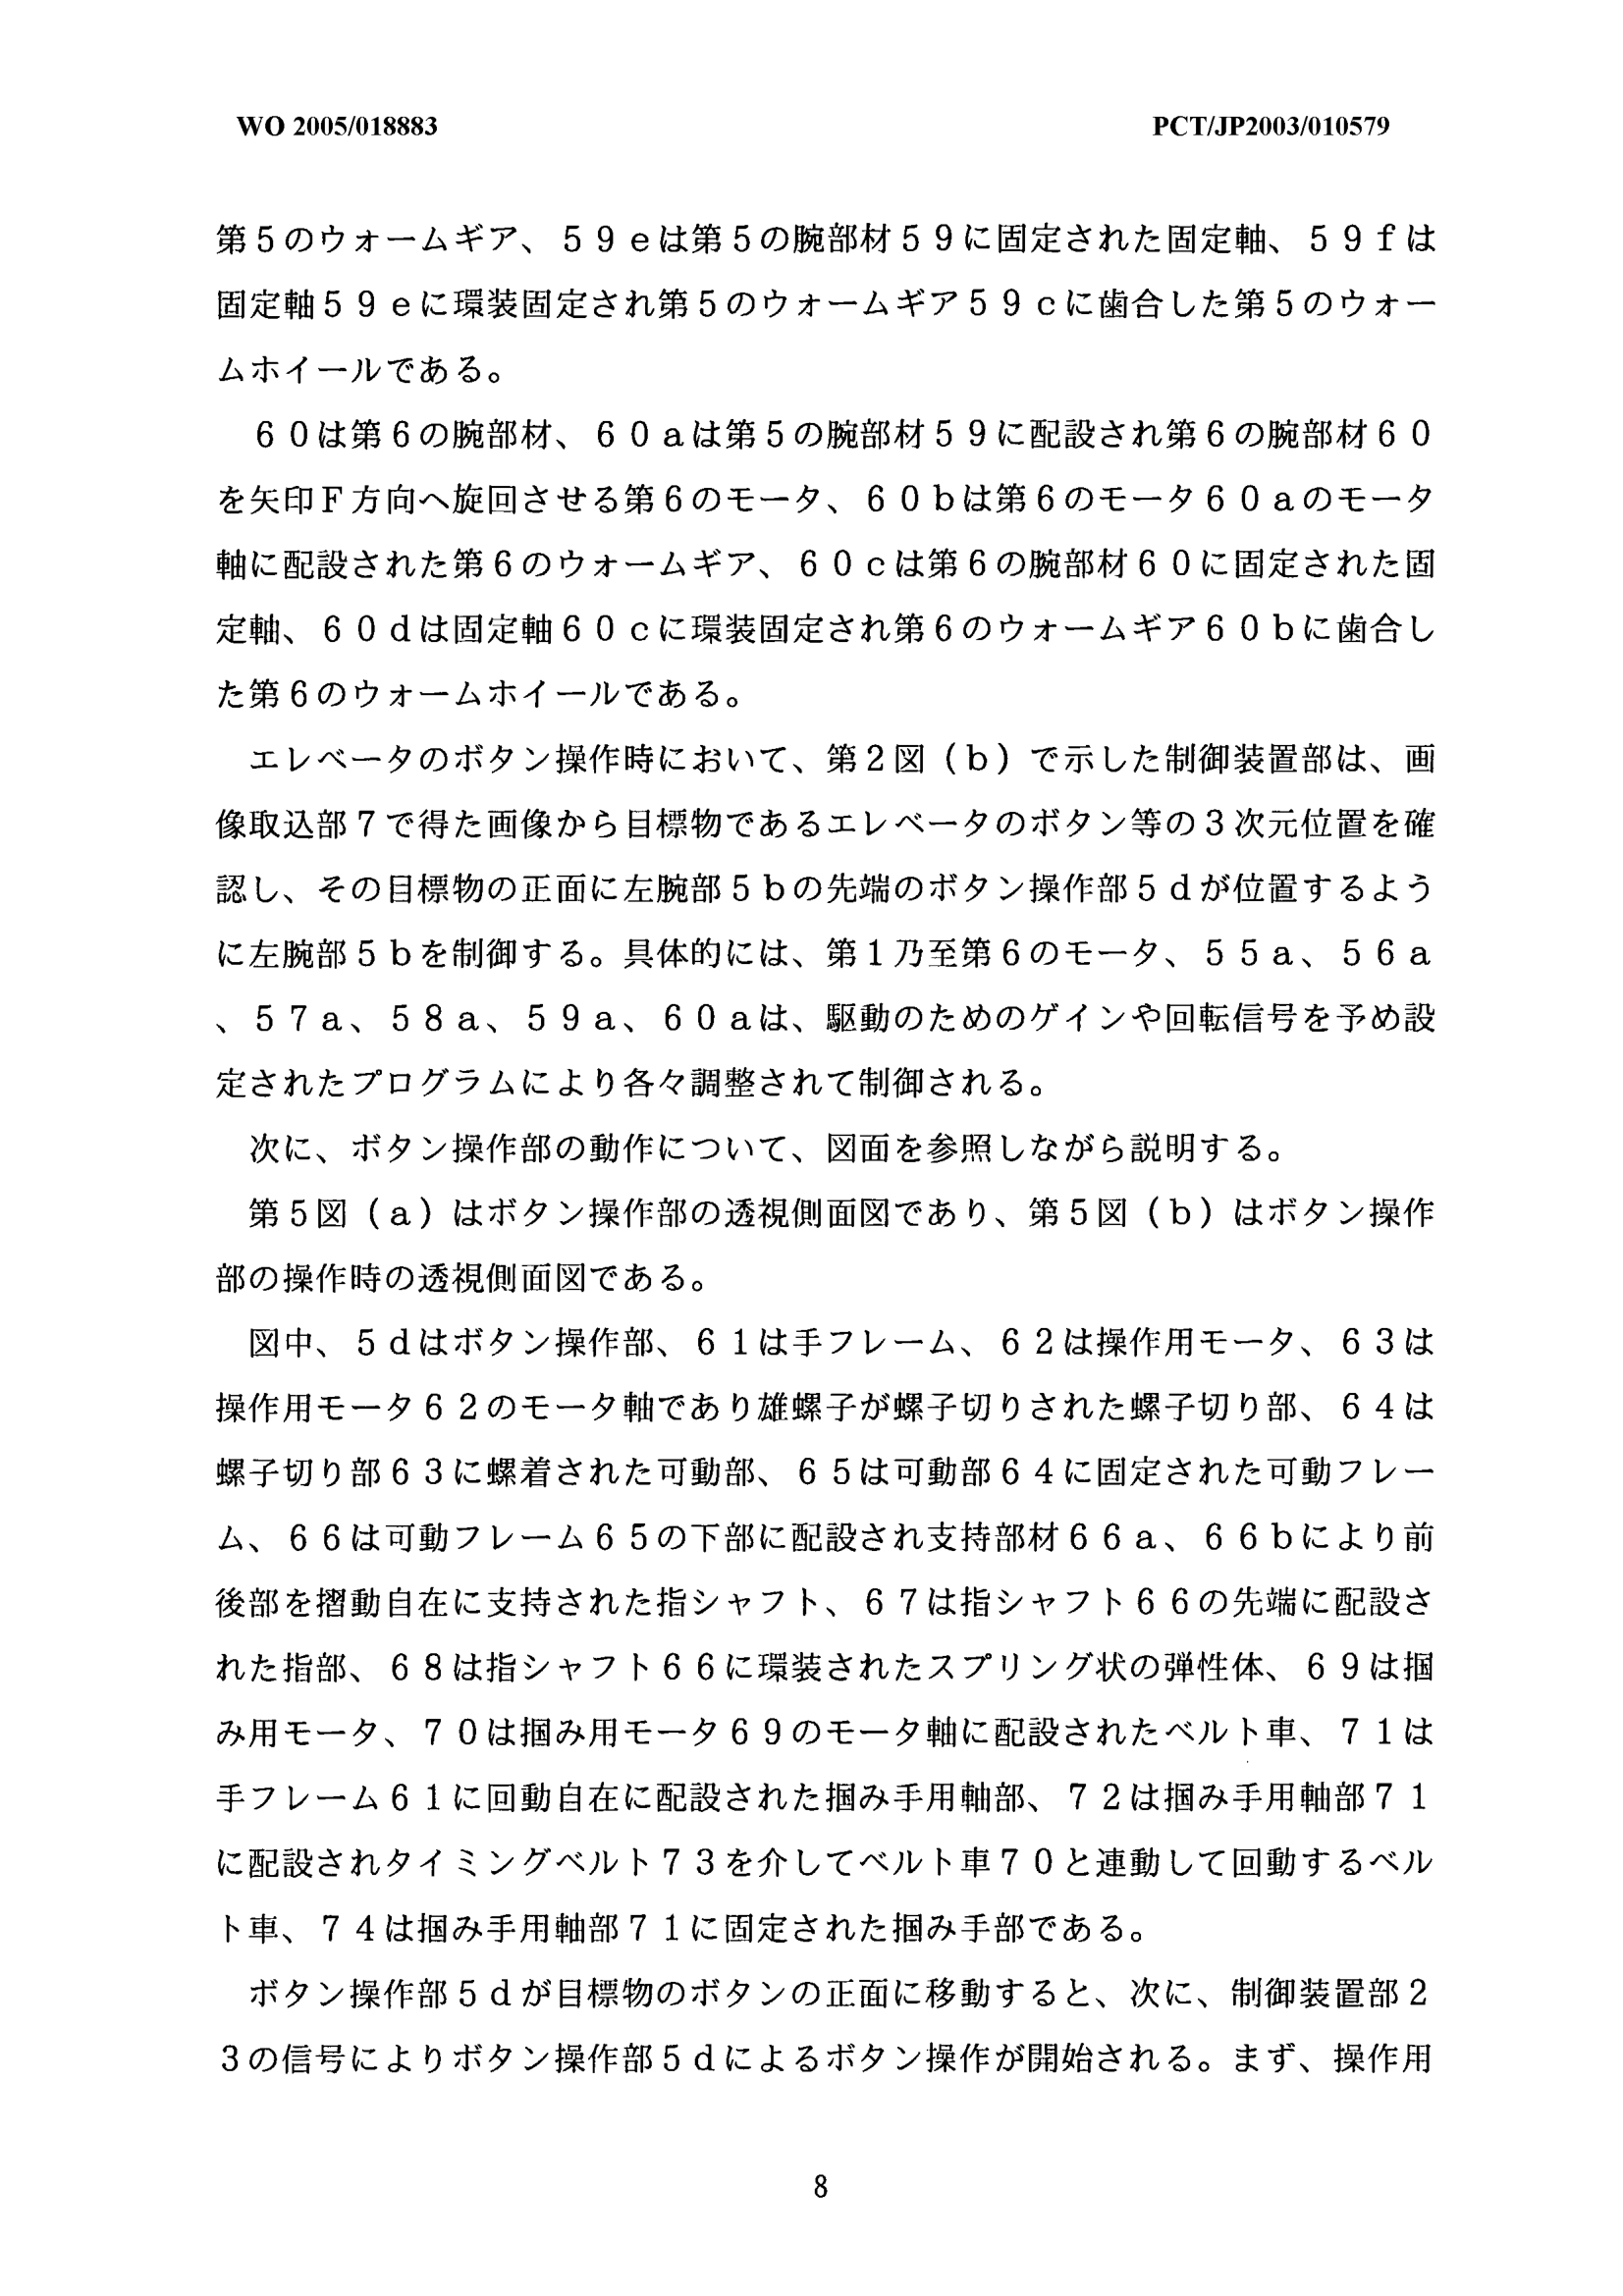 WO 2005/018883 PCT/JP2003/010579
第5のウォームギア、59eは第5の腕部材59に固定された固定軸、59fは
固定軸59eに環装固定され第5のウォームギア59cに歯合した第5のウォー
ムホイールである。
60は第6の腕部材、60aは第5の腕部材59に配設され第6の腕部材60
を矢印F方向へ旋回させる第6のモータ、60bは第6のモータ60aのモータ
軸に配設された第6のウォームギア、60cは第6の腕部材60に固定された固
定軸、60dは固定軸60cに環装固定され第6のウォームギア60bに歯合し
た第6のウォームホイールである。
エレベータのボタン操作時において、第2図(b)で示した制御装置部は、画
像取込部7で得た画像から目標物であるエレベータのボタン等の3次元位置を確
認し、その目標物の正面に左腕部5bの先端のボタン操作部5dが位置するよう
に左腕部5bを制御する。具体的には、第1乃至第6のモータ、55a、56a
、57a、58a、59a、60aは、駆動のためのゲインや回転信号を予め設
定されたプログラムにより各々調整されて制御される。
次に、ボタン操作部の動作について、図面を参照しながら説明する。
第5図(a)はボタン操作部の透視側面図であり、第5図(b)はボタン操作
部の操作時の透視側面図である。
図中、5dはボタン操作部、61は手フレーム、62は操作用モータ、63は
操作用モータ62のモータ軸であり雄螺子が螺子切りされた螺子切り部、64は
螺子切り部63に螺着された可動部、65は可動部64に固定された可動フレー
ム、66は可動フレーム65の下部に配設され支持部材66a、66bにより前
後部を摺動自在に支持された指シャフト、67は指シャフト66の先端に配設さ
れた指部、68は指シャフト66に環装されたスプリング状の弾性体、69は掴
み用モータ、70は掴み用モータ69のモータ軸に配設されたベルト車、71は
手フレーム61に回動自在に配設された掴み手用軸部、72は掴み手用軸部71
に配設されタイミングベルト73を介してベルト車70と連動して回動するベル
ト車、74は掴み手用軸部71に固定された掴み手部である。
ボタン操作部5dが目標物のボタンの正面に移動すると、次に、制御装置部2
3の信号によりボタン操作部5dによるボタン操作が開始される。まず、操作用
8